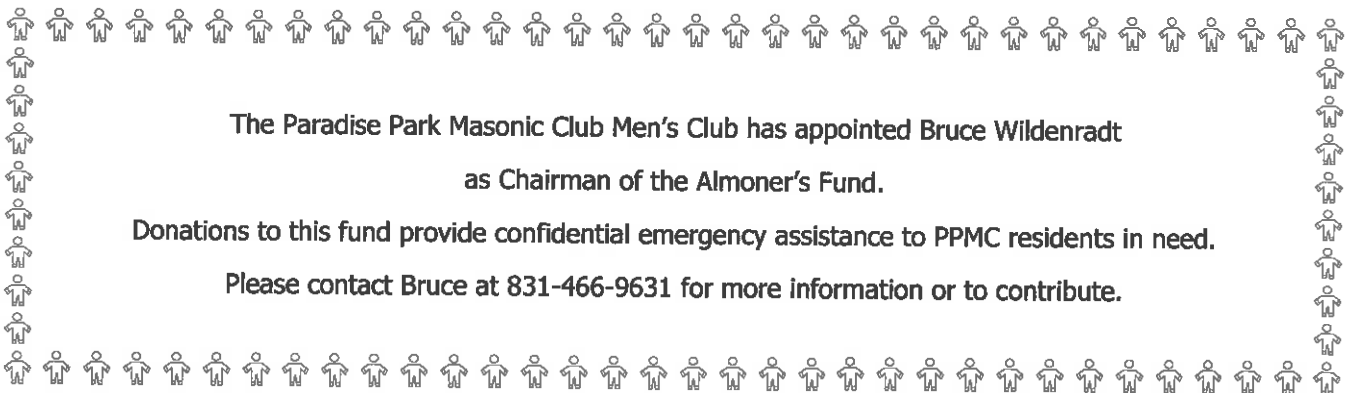 The Paradise Park Masonic Club Men's Club has appointed Bruce Wildenradt
as Chairman of the Almoner's Fund.
Donations to this fund provide confidential emergency assistance to PPMC residents in need.
Please contact Bruce at 831-466-9631 for more information or to contribute.